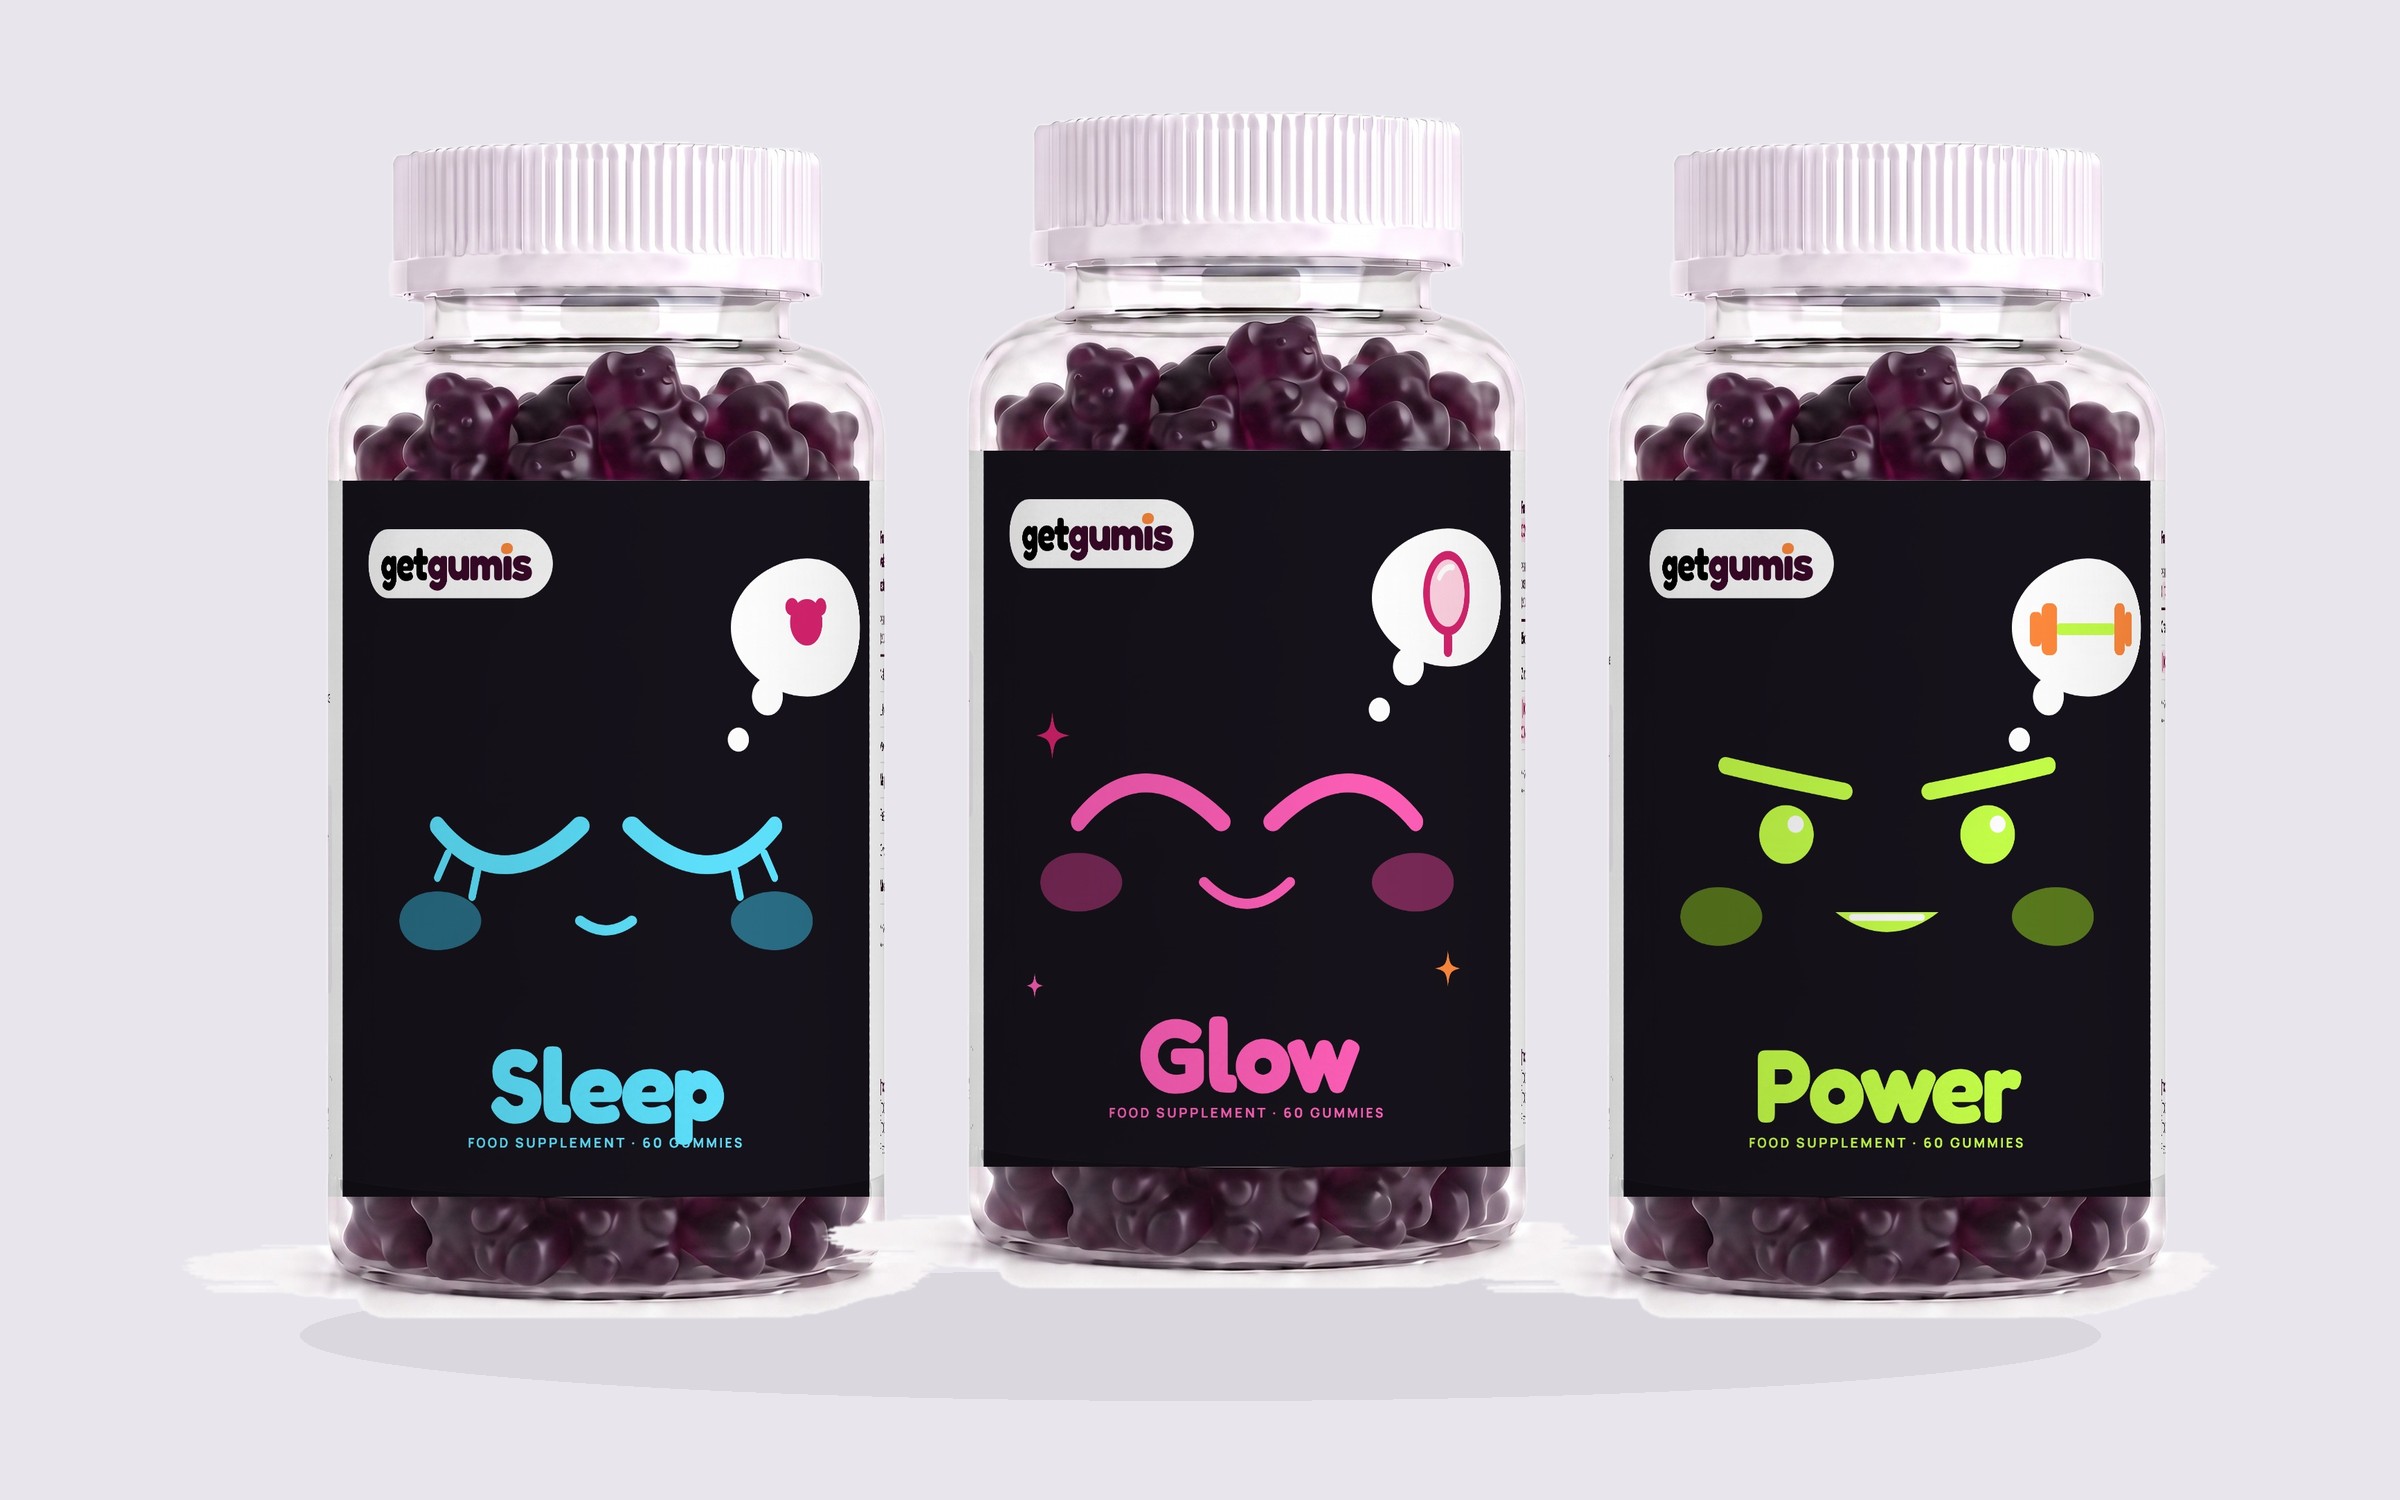 getgumis
Sleep
FOOD SUPPLEMENT · 60 GUMMIES
getgumis
Glow
FOOD SUPPLEMENT · 60 GUMMIES
getgumis
Power
FOOD SUPPLEMENT · 60 GUMMIES